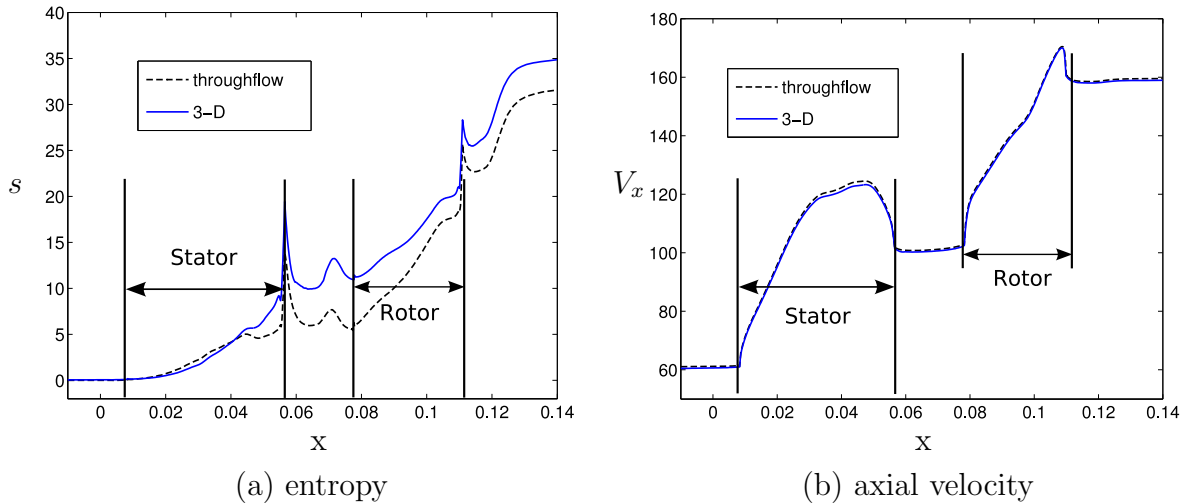 40
35
30
25
20
15
10
5
0
s
throughflow
3-D
Stator
Rotor
0 0.02 0.04 0.06 0.08 0.1 0.12 0.14
x
(a) entropy
180
160
140
120
100
80
60
V_x
throughflow
3-D
Rotor
Stator
0 0.02 0.04 0.06 0.08 0.1 0.12 0.14
x
(b) axial velocity